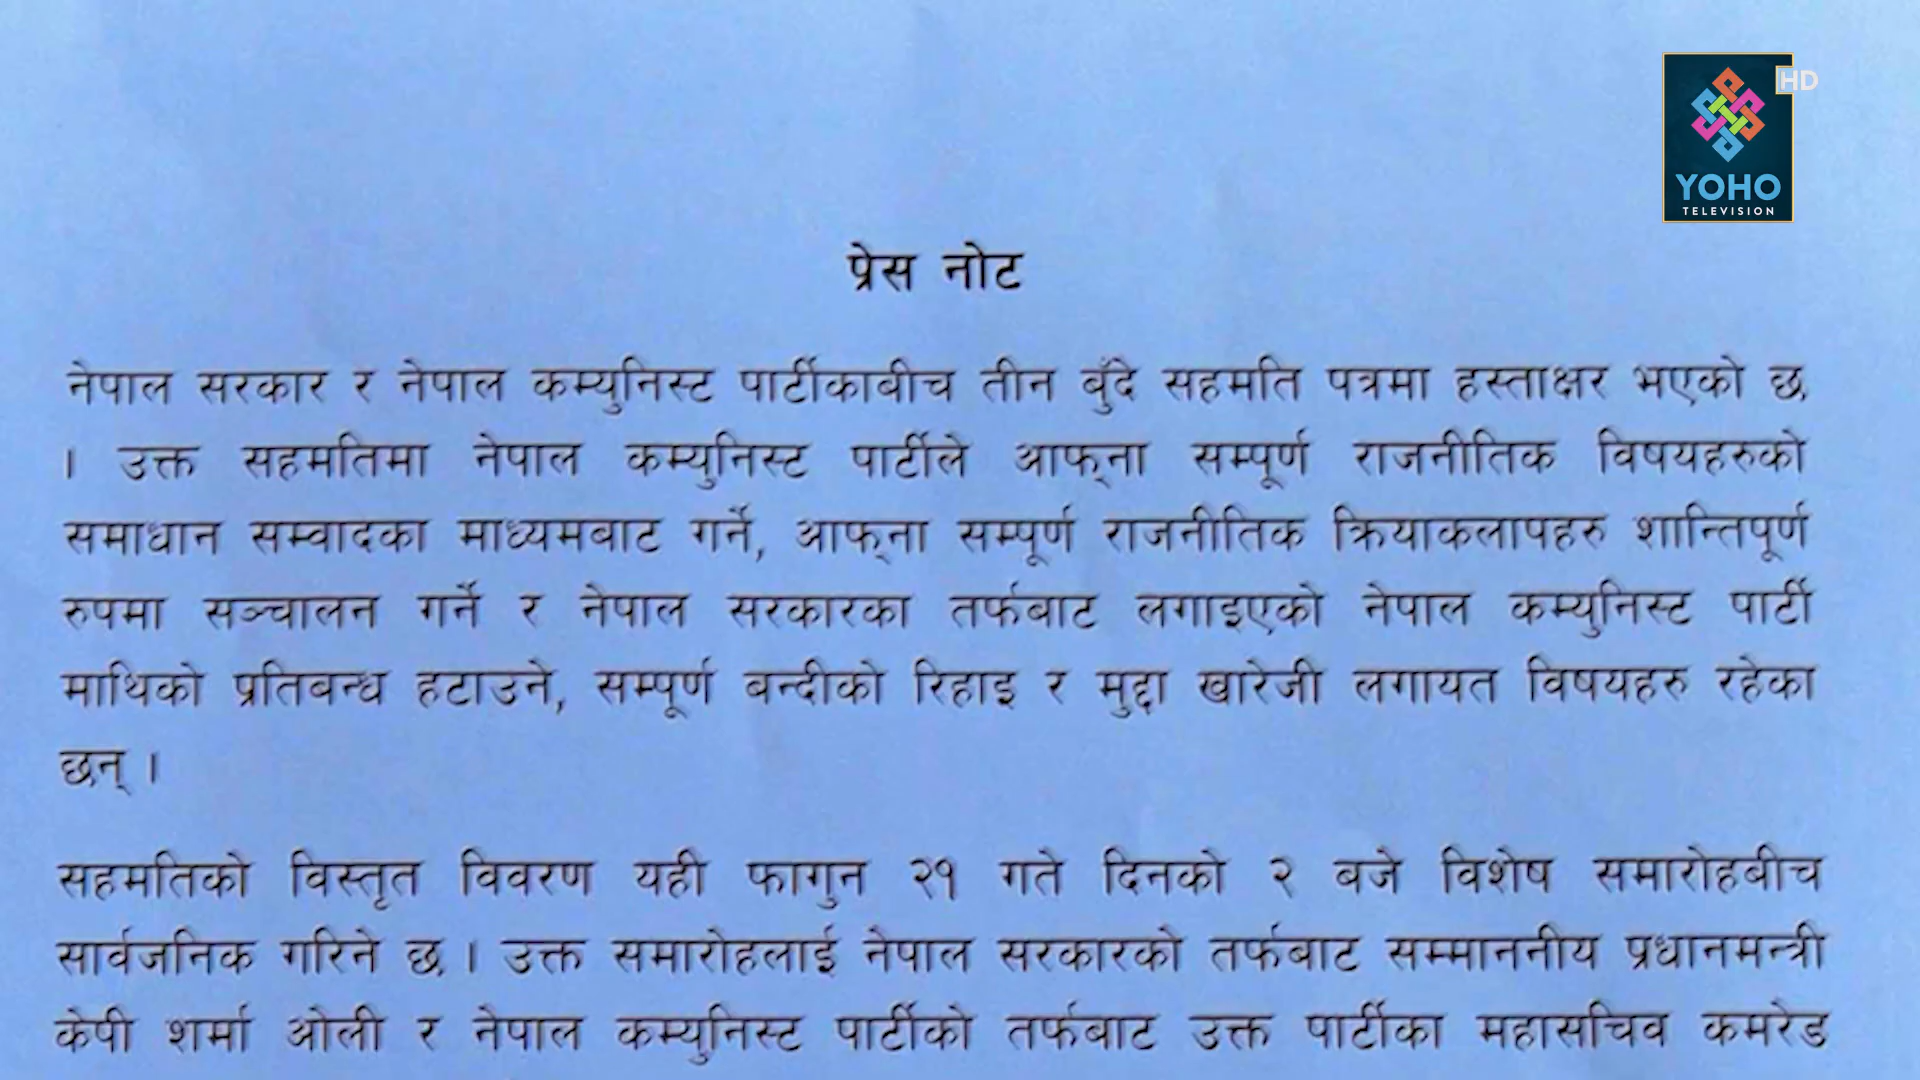 HD
YOHO
TELEVISION
प्रेस नोट
नेपाल सरकार र नेपाल कम्युनिस्ट पार्टीकाबीच तीन बुँदे सहमति पत्रमा हस्ताक्षर भएको छ
। उक्त सहमतिमा नेपाल कम्युनिस्ट पार्टीले आफ्‌ना सम्पूर्ण राजनीतिक विषयहरुको
समाधान सम्वादका माध्यमबाट गर्ने, आफ्‌ना सम्पूर्ण राजनीतिक क्रियाकलापहरु शान्तिपूर्ण
रुपमा सञ्चालन गर्ने र नेपाल सरकारका तर्फबाट लगाइएको नेपाल कम्युनिस्ट पार्टी
माथिको प्रतिबन्ध हटाउने, सम्पूर्ण बन्दीको रिहाइ र मुद्दा खारेजी लगायत विषयहरु रहेका
छन् ।
सहमतिको विस्तृत विवरण यही फागुन २१ गते दिनको २ बजे विशेष समारोहबीच
सार्वजनिक गरिने छ । उक्त समारोहलाई नेपाल सरकारको तर्फबाट सम्माननीय प्रधानमन्त्री
केपी शर्मा ओली र नेपाल कम्युनिस्ट पार्टीको तर्फबाट उक्त पार्टीका महासचिव कमरेड